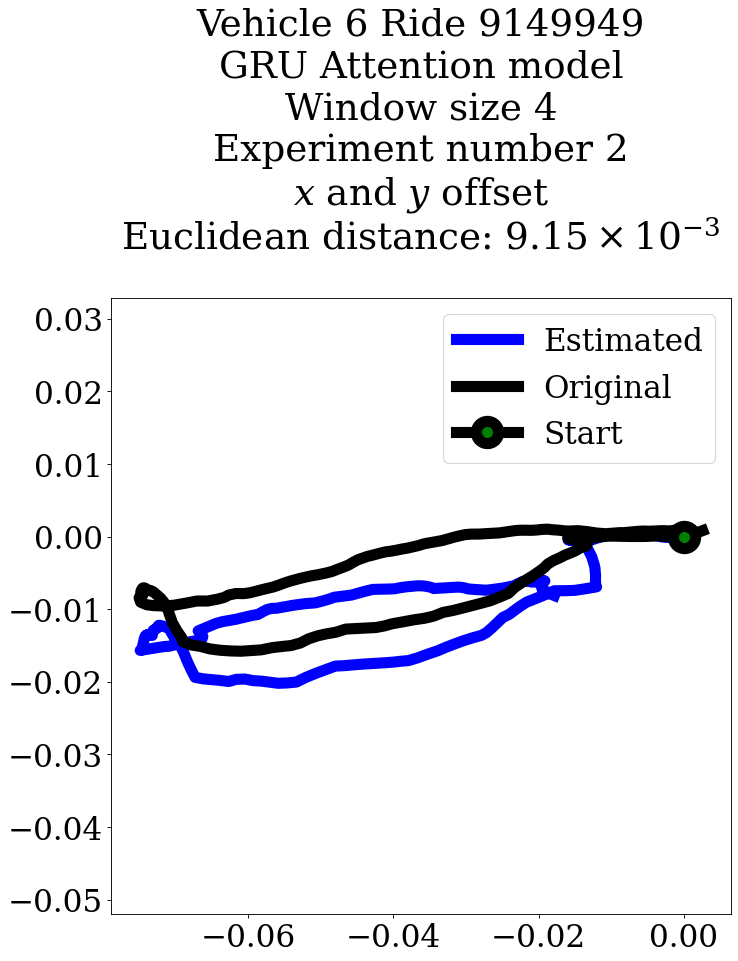 Vehicle 6 Ride 9149949
GRU Attention model
Window size 4
Experiment number 2
x and y offset
Euclidean distance: 9.15 × 10⁻³
Estimated
Original
Start
0.03
0.02
0.01
0.00
−0.01
−0.02
−0.03
−0.04
−0.05
−0.06 −0.04 −0.02 0.00